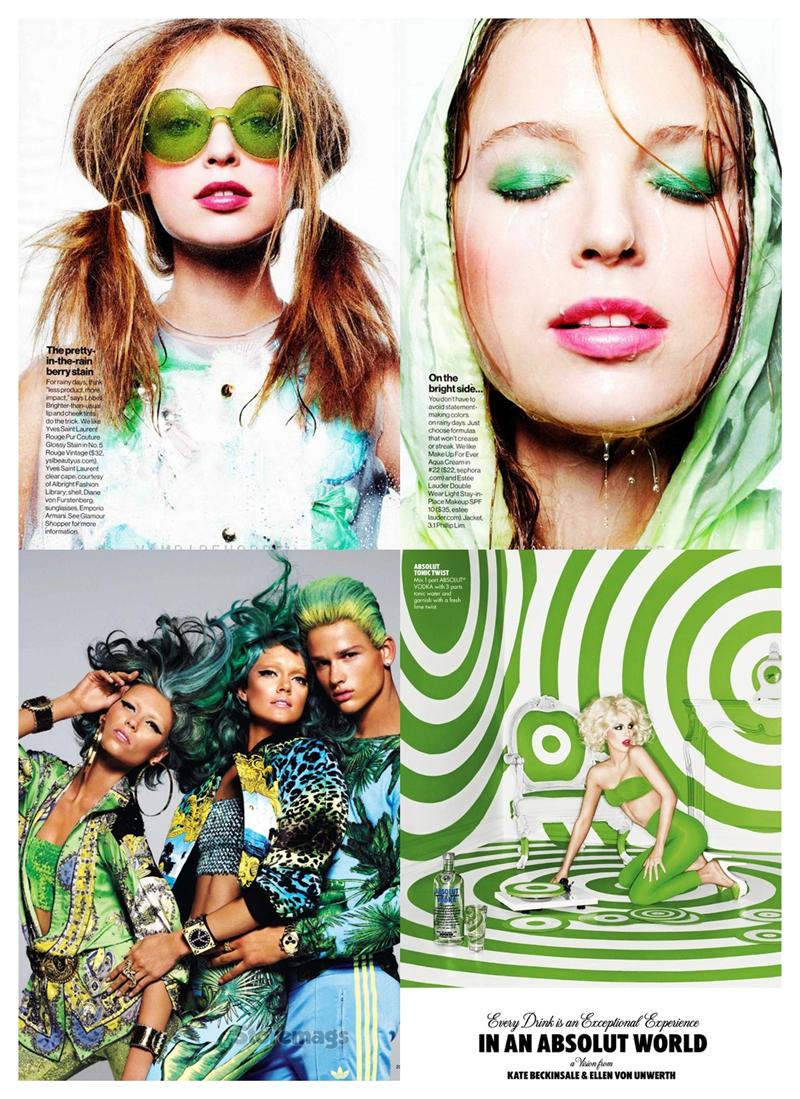 The pretty-
in-the-rain
berry stain
For rainy days, think
"less product, more
impact," says Lobell.
Brighter-than-usual
lip and cheek tints
do the trick. We like
Yves Saint Laurent
Rouge Pur Couture
Glossy Stain in No. 5
Rouge Vintage ($32,
yslbeautyus.com).
Yves Saint Laurent
clear cape, courtesy
of Albright Fashion
Library; shell, Diane
von Furstenberg.
sunglasses, Emporio
Armani. See Glamour
Shopper for more
information.
On the
bright side...
You don't have to
avoid statement-
making colors
on rainy days. Just
choose formulas
that won't crease
or streak. We like
Make Up For Ever
Aqua Cream in
#22 ($22, sephora
.com) and Estée
Lauder Double
Wear Light Stay-in-
Place Makeup SPF
10 ($35, estee
lauder.com). Jacket,
3.1 Phillip Lim.
ABSOLUT
TONIC TWIST
Mix 1 part ABSOLUT®
VODKA with 3 parts
tonic water and
garnish with a fresh
lime twist.
ABSOLUT
VODKA
adidas
Every Drink is an Exceptional Experience
IN AN ABSOLUT WORLD
a Vision from
KATE BECKINSALE & ELLEN VON UNWERTH